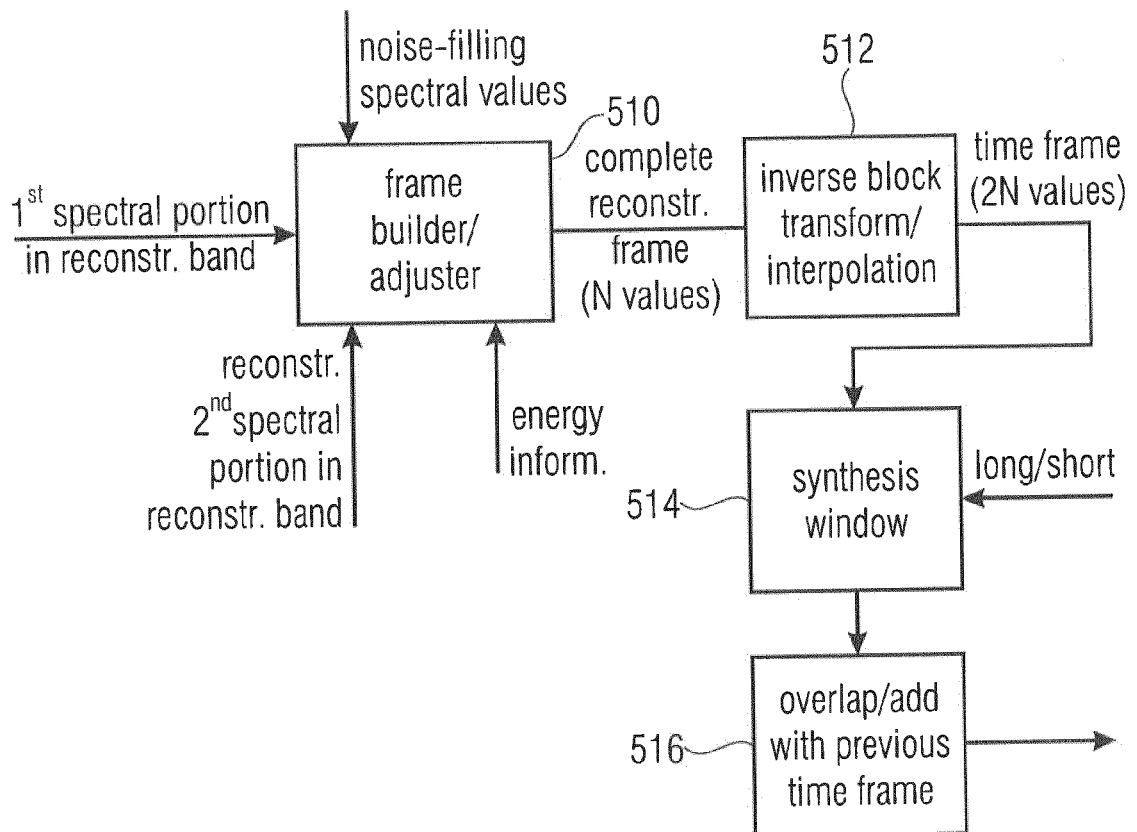 noise-filling
spectral values
512
510
1st spectral portion
in reconstr. band
frame
builder/
adjuster
complete
reconstr.
frame
(N values)
inverse block
transform/
interpolation
time frame
(2N values)
reconstr.
2nd spectral
portion in
reconstr. band
energy
inform.
514
synthesis
window
long/short
516
overlap/add
with previous
time frame